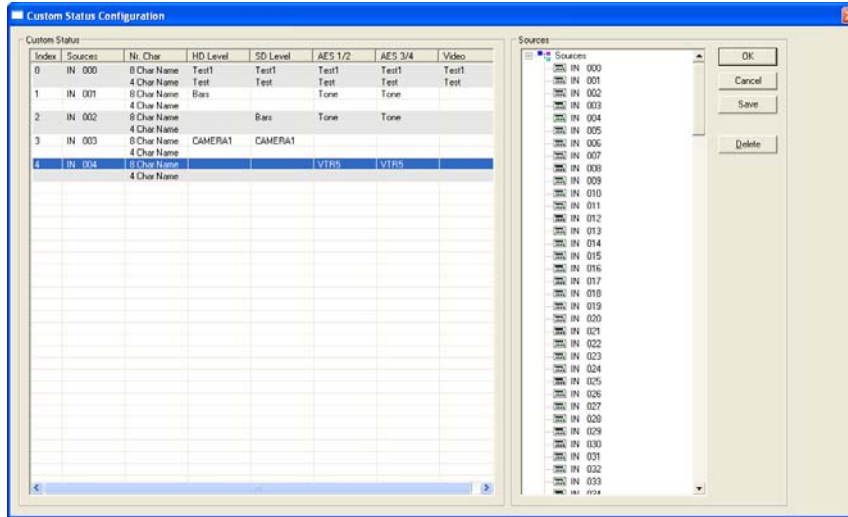 Custom Status Configuration
Custom Status
Index Sources Nr. Char HD Level SD Level AES 1/2 AES 3/4 Video
0 IN 000 8 Char Name Test1 Test1 Test1 Test1 Test1
4 Char Name Test Test Test Test Test
1 IN 001 8 Char Name Bars Tone Tone
4 Char Name
2 IN 002 8 Char Name Bars Tone Tone
4 Char Name
3 IN 003 8 Char Name CAMERA1 CAMERA1
4 Char Name
4 IN 004 8 Char Name VTR5 VTR5
4 Char Name
Sources
Sources
IN 000
IN 001
IN 002
IN 003
IN 004
IN 005
IN 006
IN 007
IN 008
IN 009
IN 010
IN 011
IN 012
IN 013
IN 014
IN 015
IN 016
IN 017
IN 018
IN 019
IN 020
IN 021
IN 022
IN 023
IN 024
IN 025
IN 026
IN 027
IN 028
IN 029
IN 030
IN 031
IN 032
IN 033
IN 034
OK
Cancel
Save
Delete